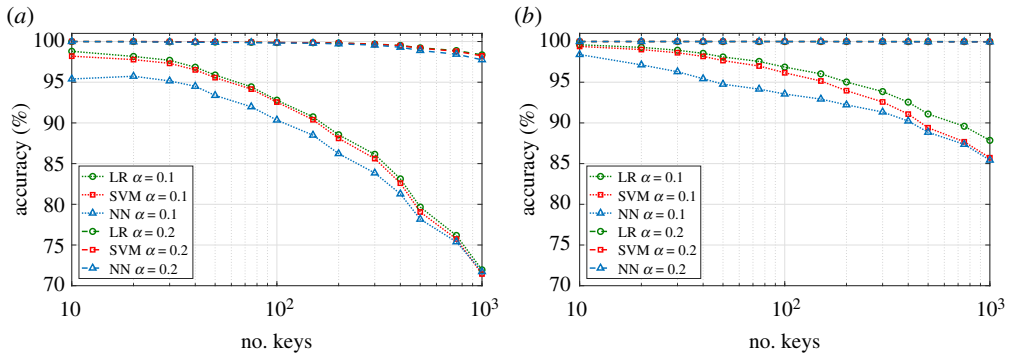 (a)
100
95
90
85
80
75
70
accuracy (%)
LR α = 0.1
SVM α = 0.1
NN α = 0.1
LR α = 0.2
SVM α = 0.2
NN α = 0.2
10
10²
10³
no. keys
(b)
100
95
90
85
80
75
70
accuracy (%)
LR α = 0.1
SVM α = 0.1
NN α = 0.1
LR α = 0.2
SVM α = 0.2
NN α = 0.2
10
10²
10³
no. keys